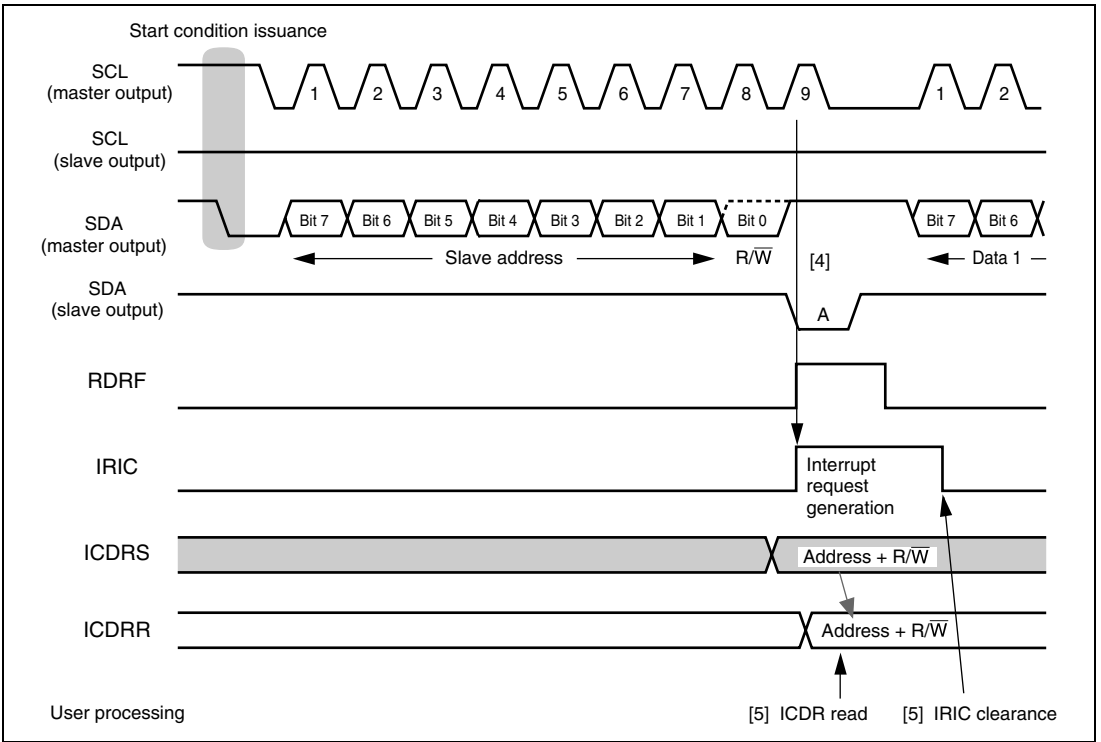 Start condition issuance
SCL
(master output)
1 2 3 4 5 6 7 8 9 1 2
SCL
(slave output)
SDA
(master output)
Bit 7 Bit 6 Bit 5 Bit 4 Bit 3 Bit 2 Bit 1 Bit 0 Bit 7 Bit 6
Slave address R/W̅ [4] Data 1
SDA
(slave output)
A
RDRF
IRIC
Interrupt
request
generation
ICDRS
Address + R/W̅
ICDRR
Address + R/W̅
User processing
[5] ICDR read [5] IRIC clearance